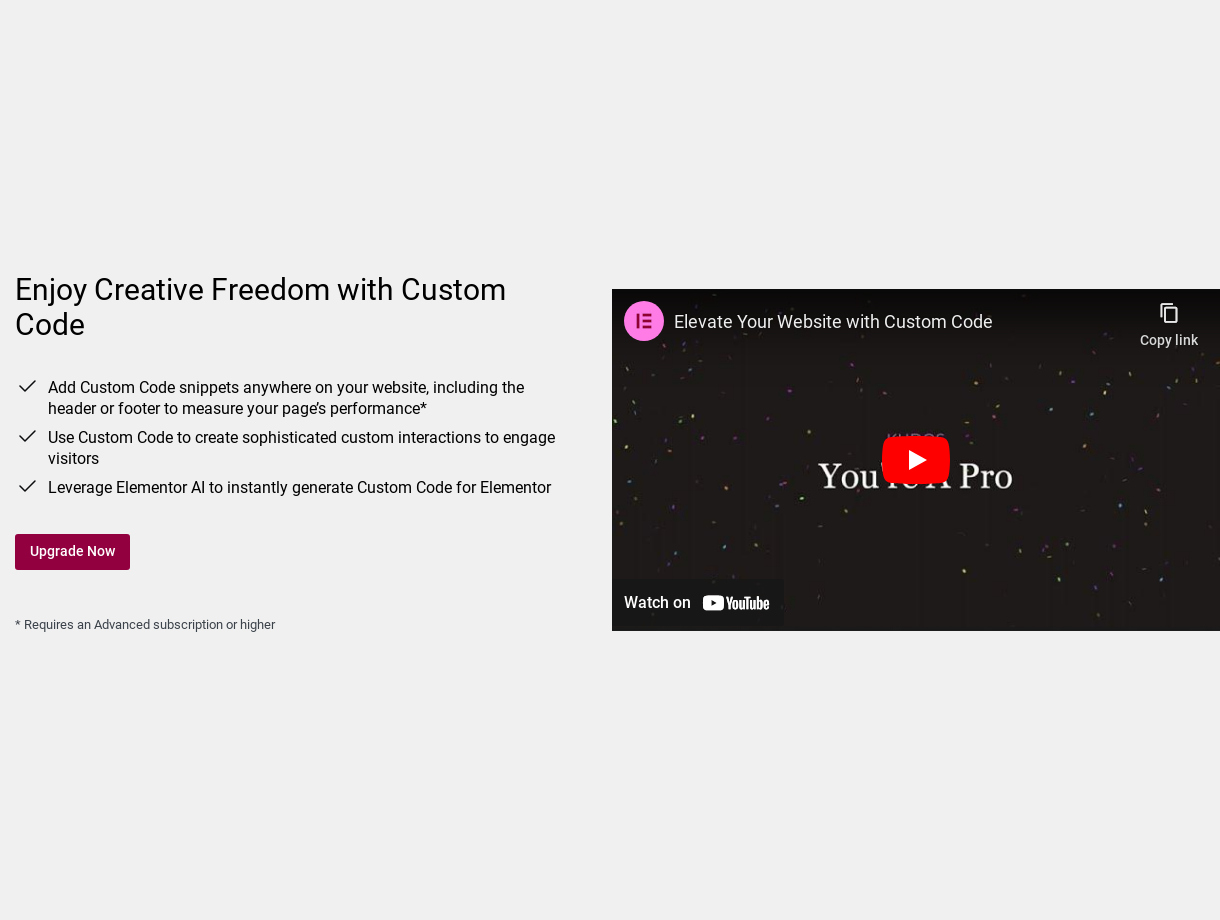 Enjoy Creative Freedom with Custom
Code
Add Custom Code snippets anywhere on your website, including the
header or footer to measure your page’s performance*
Use Custom Code to create sophisticated custom interactions to engage
visitors
Leverage Elementor AI to instantly generate Custom Code for Elementor
Upgrade Now
* Requires an Advanced subscription or higher
Elevate Your Website with Custom Code
Copy link
KUDOS
You're A Pro
Watch on YouTube